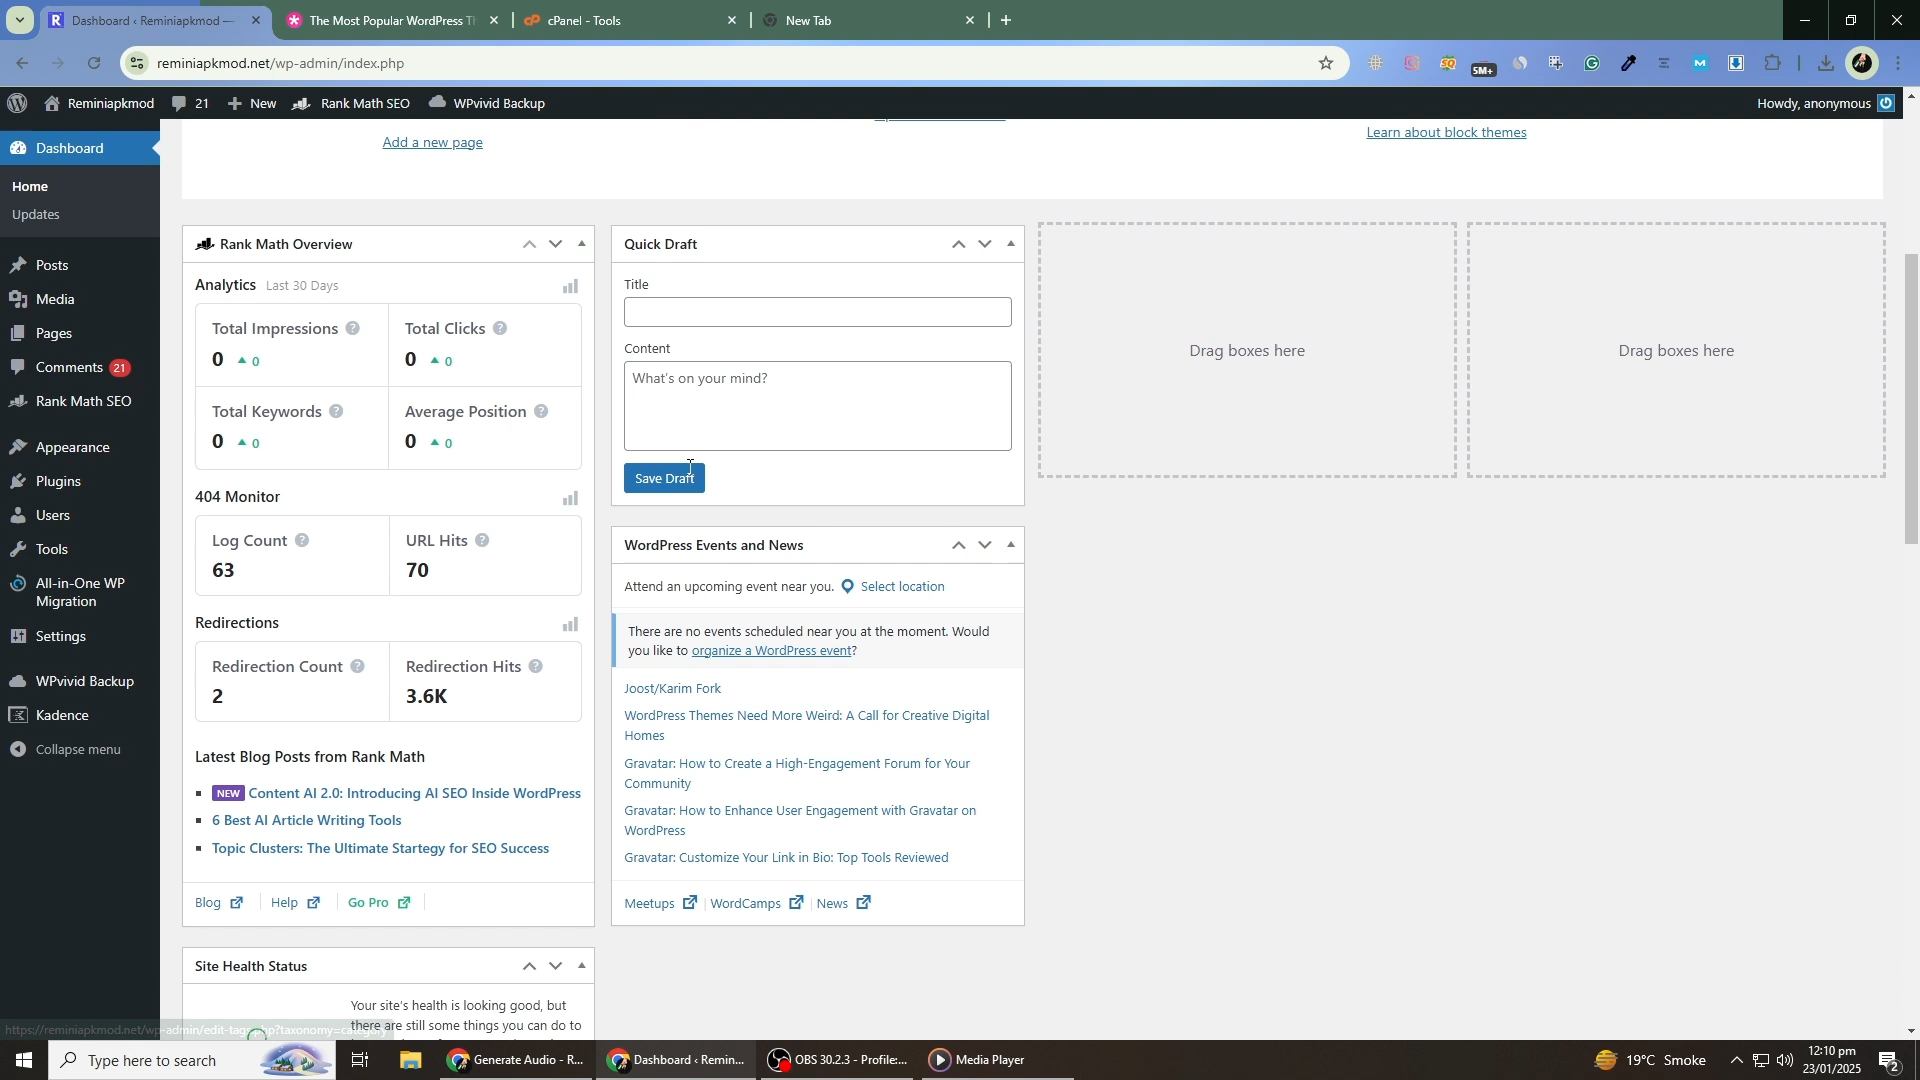 Dashboard ‹ Reminiapkmod —
The Most Popular WordPress Th
cPanel - Tools
New Tab
reminiapkmod.net/wp-admin/index.php
5M+
Reminiapkmod
21
New
Rank Math SEO
WPvivid Backup
Howdy, anonymous
Dashboard
Home
Updates
Posts
Media
Pages
Comments 21
Rank Math SEO
Appearance
Plugins
Users
Tools
All-in-One WP
Migration
Settings
WPvivid Backup
Kadence
Collapse menu
Add a new page
Learn about block themes
Rank Math Overview
Analytics Last 30 Days
Total Impressions
0 0
Total Clicks
0 0
Total Keywords
0 0
Average Position
0 0
404 Monitor
Log Count
63
URL Hits
70
Redirections
Redirection Count
2
Redirection Hits
3.6K
Latest Blog Posts from Rank Math
NEW Content AI 2.0: Introducing AI SEO Inside WordPress
6 Best AI Article Writing Tools
Topic Clusters: The Ultimate Startegy for SEO Success
Blog
Help
Go Pro
Site Health Status
Your site's health is looking good, but
there are still some things you can do to
Quick Draft
Title
Content
What's on your mind?
Save Draft
WordPress Events and News
Attend an upcoming event near you. Select location
There are no events scheduled near you at the moment. Would
you like to organize a WordPress event?
Joost/Karim Fork
WordPress Themes Need More Weird: A Call for Creative Digital
Homes
Gravatar: How to Create a High-Engagement Forum for Your
Community
Gravatar: How to Enhance User Engagement with Gravatar on
WordPress
Gravatar: Customize Your Link in Bio: Top Tools Reviewed
Meetups
WordCamps
News
Drag boxes here
Drag boxes here
https://reminiapkmod.net/wp-admin/edit-tags.php?taxonomy=category
Type here to search
Generate Audio - R...
Dashboard ‹ Remin...
OBS 30.2.3 - Profile:...
Media Player
19°C Smoke
12:10 pm
23/01/2025
2